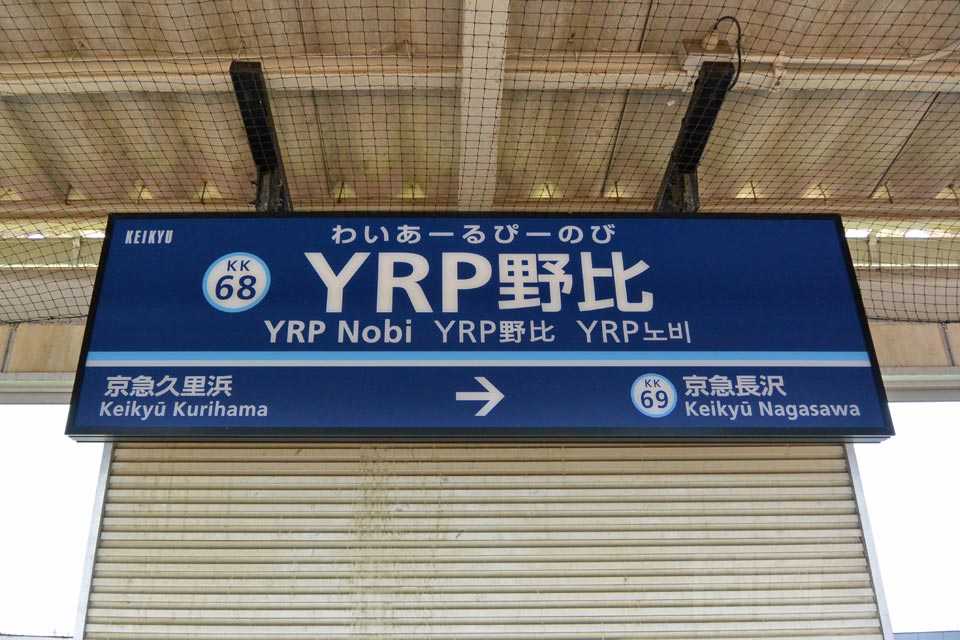 KEIKYU
わいあーるぴーのび
KK
68
YRP野比
YRP Nobi YRP野比 YRP노비
京急久里浜
Keikyū Kurihama
→
KK
69
京急長沢
Keikyū Nagasawa